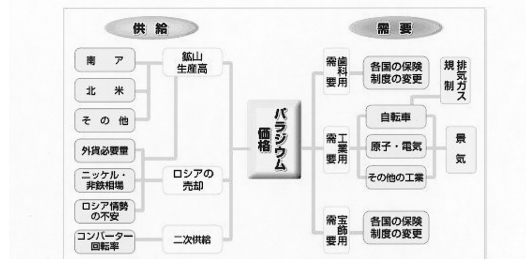 供給
需要
南ア
北米
その他
鉱山
生産高
外貨必要量
ニッケル・
非鉄相場
ロシア情勢
の不安
ロシアの
売却
コンバーター
回転率
二次供給
パラジウム
価格
歯科用
需要
各国の保険
制度の変更
排気ガス
規制
工業用
需要
自転車
原子・電気
その他の工業
景気
宝飾用
需要
各国の保険
制度の変更